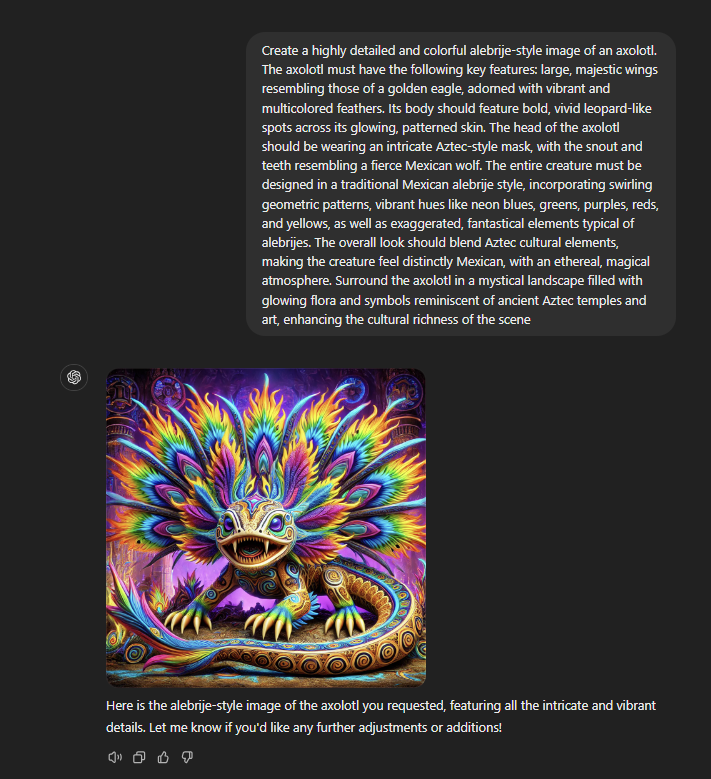 Create a highly detailed and colorful alebrije-style image of an axolotl.
The axolotl must have the following key features: large, majestic wings
resembling those of a golden eagle, adorned with vibrant and
multicolored feathers. Its body should feature bold, vivid leopard-like
spots across its glowing, patterned skin. The head of the axolotl
should be wearing an intricate Aztec-style mask, with the snout and
teeth resembling a fierce Mexican wolf. The entire creature must be
designed in a traditional Mexican alebrije style, incorporating swirling
geometric patterns, vibrant hues like neon blues, greens, purples, reds,
and yellows, as well as exaggerated, fantastical elements typical of
alebrijes. The overall look should blend Aztec cultural elements,
making the creature feel distinctly Mexican, with an ethereal, magical
atmosphere. Surround the axolotl in a mystical landscape filled with
glowing flora and symbols reminiscent of ancient Aztec temples and
art, enhancing the cultural richness of the scene
Here is the alebrije-style image of the axolotl you requested, featuring all the intricate and vibrant
details. Let me know if you'd like any further adjustments or additions!